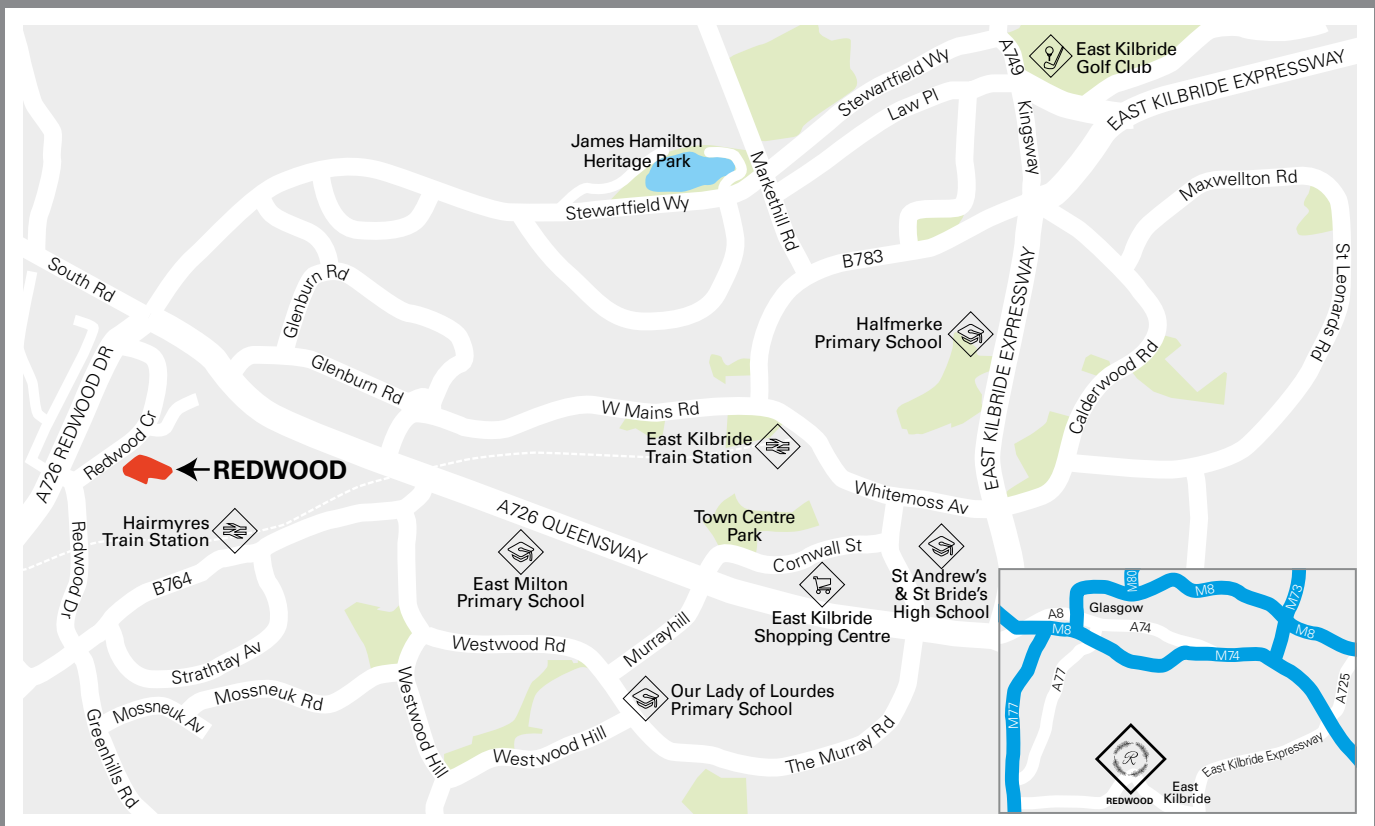 A749
East Kilbride
Golf Club
Stewartfield Wy
EAST KILBRIDE EXPRESSWAY
Law Pl
Kingsway
James Hamilton
Heritage Park
Markethill Rd
Maxwellton Rd
Stewartfield Wy
B783
St Leonards Rd
South Rd
Glenburn Rd
Halfmerke
Primary School
EAST KILBRIDE EXPRESSWAY
Calderwood Rd
A726 REDWOOD DR
Glenburn Rd
W Mains Rd
Redwood Cr
REDWOOD
East Kilbride
Train Station
Whitemoss Av
Hairmyres
Train Station
Redwood Dr
A726 QUEENSWAY
Town Centre
Park
Cornwall St
B764
East Milton
Primary School
East Kilbride
Shopping Centre
St Andrew's
& St Bride's
High School
Strathtay Av
Westwood Rd
Murrayhill
Mossneuk Rd
Mossneuk Av
Our Lady of Lourdes
Primary School
Westwood Hill
Westwood Hill
The Murray Rd
Greenhills Rd
M80
M8
M73
A8
Glasgow
M8
A74
M8
M74
A77
A725
M77
R
East Kilbride Expressway
REDWOOD
East
Kilbride